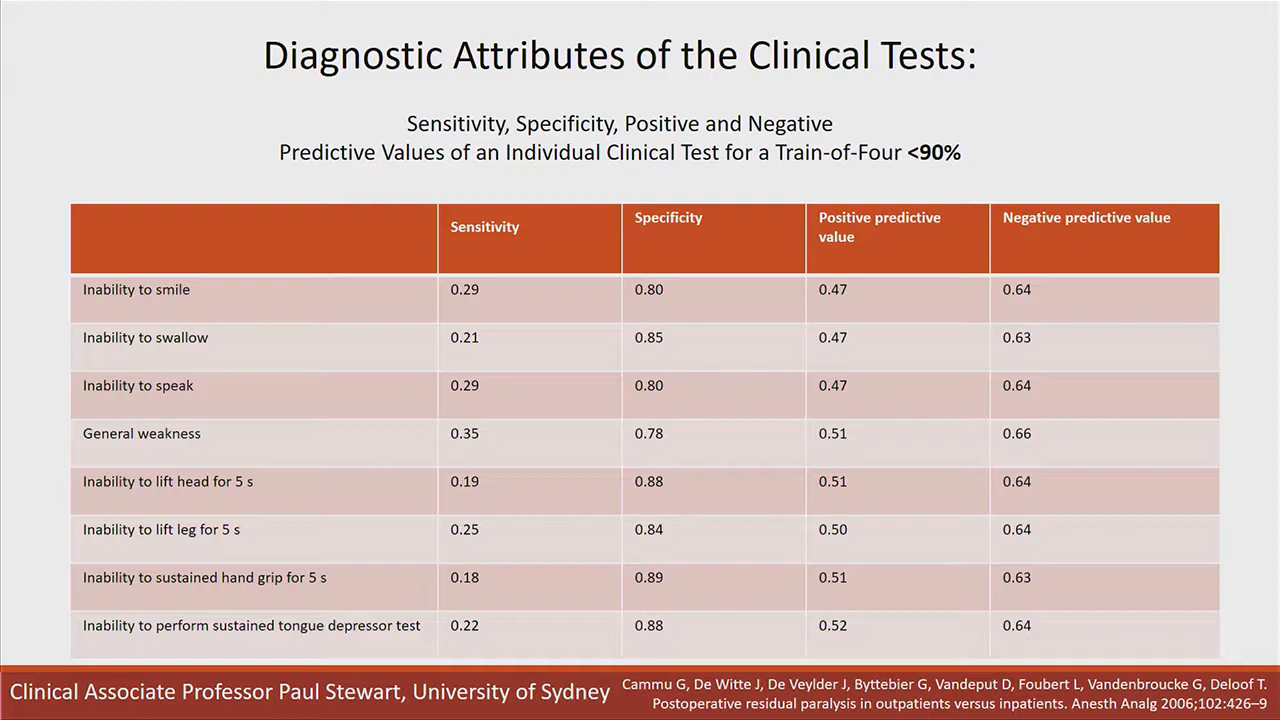 Diagnostic Attributes of the Clinical Tests:
Sensitivity, Specificity, Positive and Negative
Predictive Values of an Individual Clinical Test for a Train-of-Four <90%
Sensitivity Specificity Positive predictive value Negative predictive value
Inability to smile 0.29 0.80 0.47 0.64
Inability to swallow 0.21 0.85 0.47 0.63
Inability to speak 0.29 0.80 0.47 0.64
General weakness 0.35 0.78 0.51 0.66
Inability to lift head for 5 s 0.19 0.88 0.51 0.64
Inability to lift leg for 5 s 0.25 0.84 0.50 0.64
Inability to sustained hand grip for 5 s 0.18 0.89 0.51 0.63
Inability to perform sustained tongue depressor test 0.22 0.88 0.52 0.64
Clinical Associate Professor Paul Stewart, University of Sydney
Cammu G, De Witte J, De Veylder J, Byttebier G, Vandeput D, Foubert L, Vandenbroucke G, Deloof T.
Postoperative residual paralysis in outpatients versus inpatients. Anesth Analg 2006;102:426–9